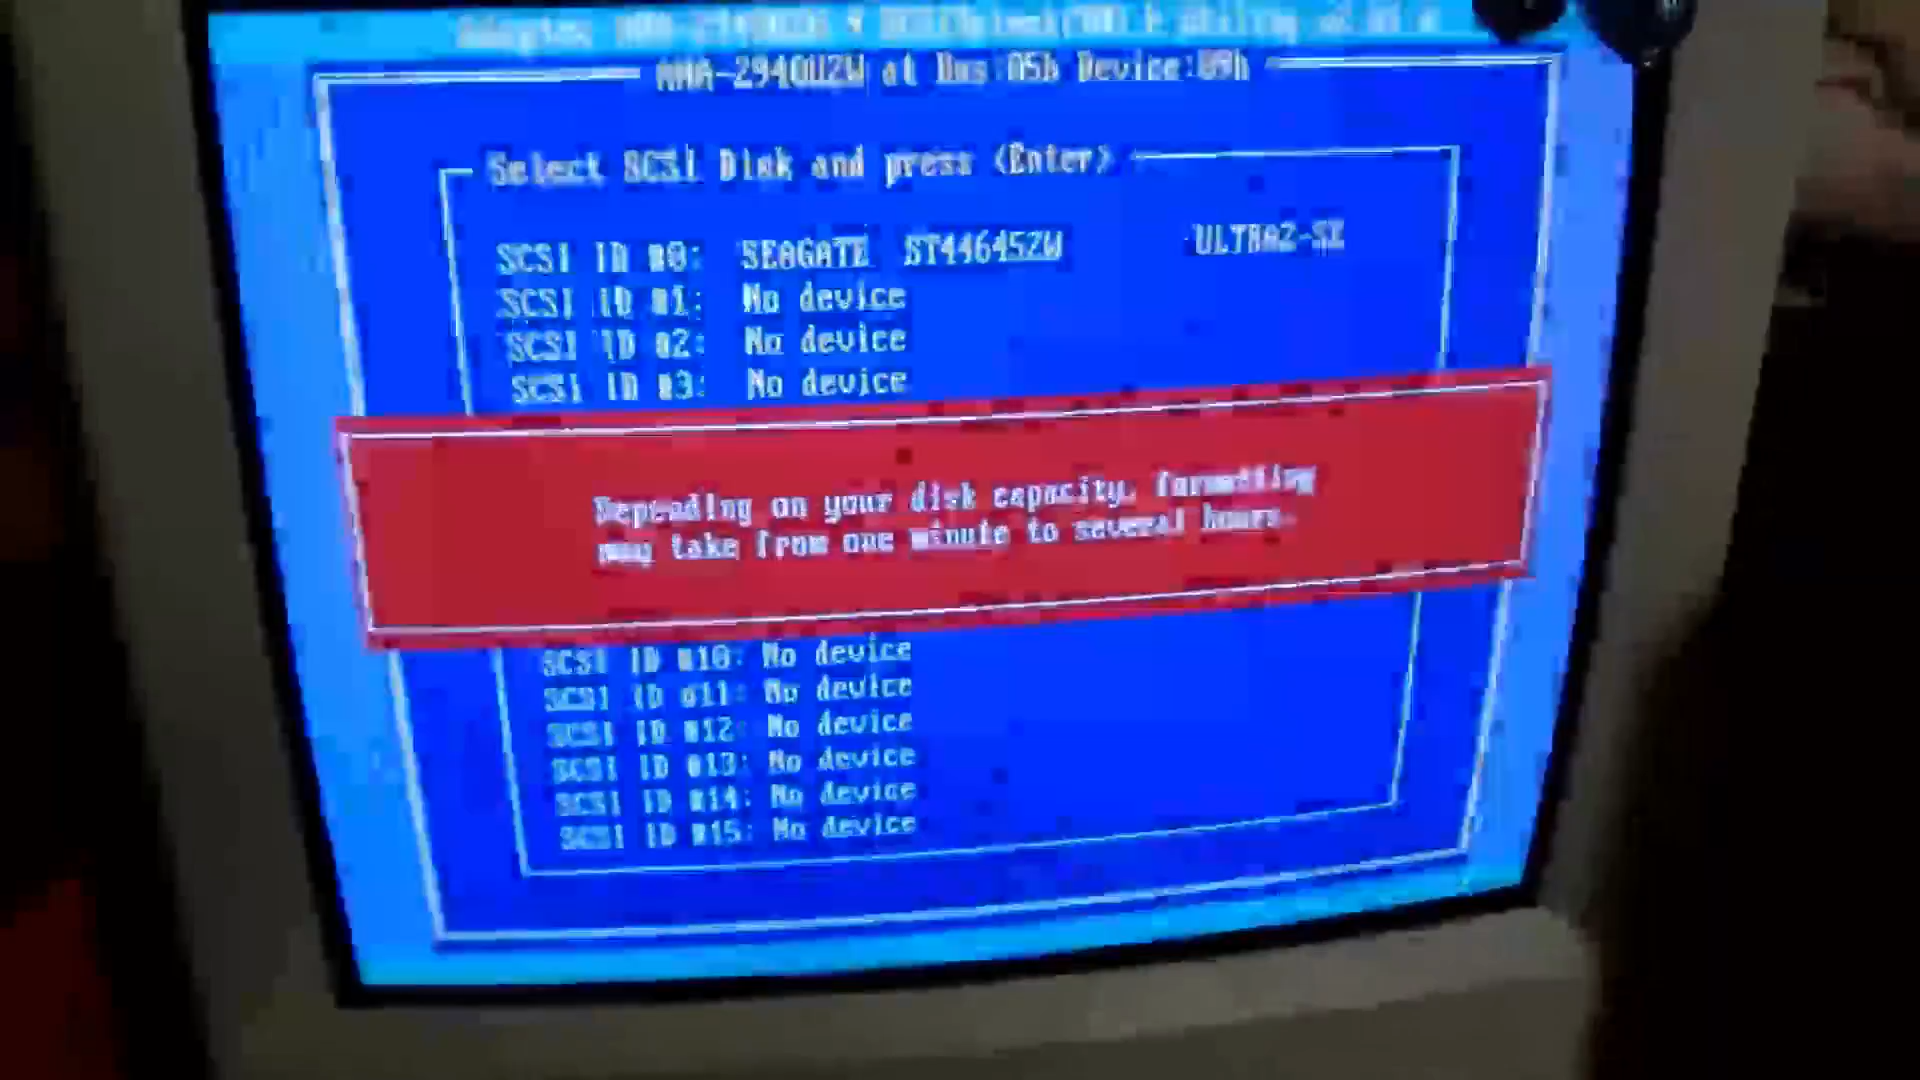 AHA-2940U2W at Bus:05h Device:09h
Select SCSI Disk and press <Enter>
SCSI ID #0: SEAGATE ST446452W ULTRA2-SE
SCSI ID #1: No device
SCSI ID #2: No device
SCSI ID #3: No device
Depending on your disk capacity, formatting
may take from one minute to several hours.
SCSI ID #10: No device
SCSI ID #11: No device
SCSI ID #12: No device
SCSI ID #13: No device
SCSI ID #14: No device
SCSI ID #15: No device